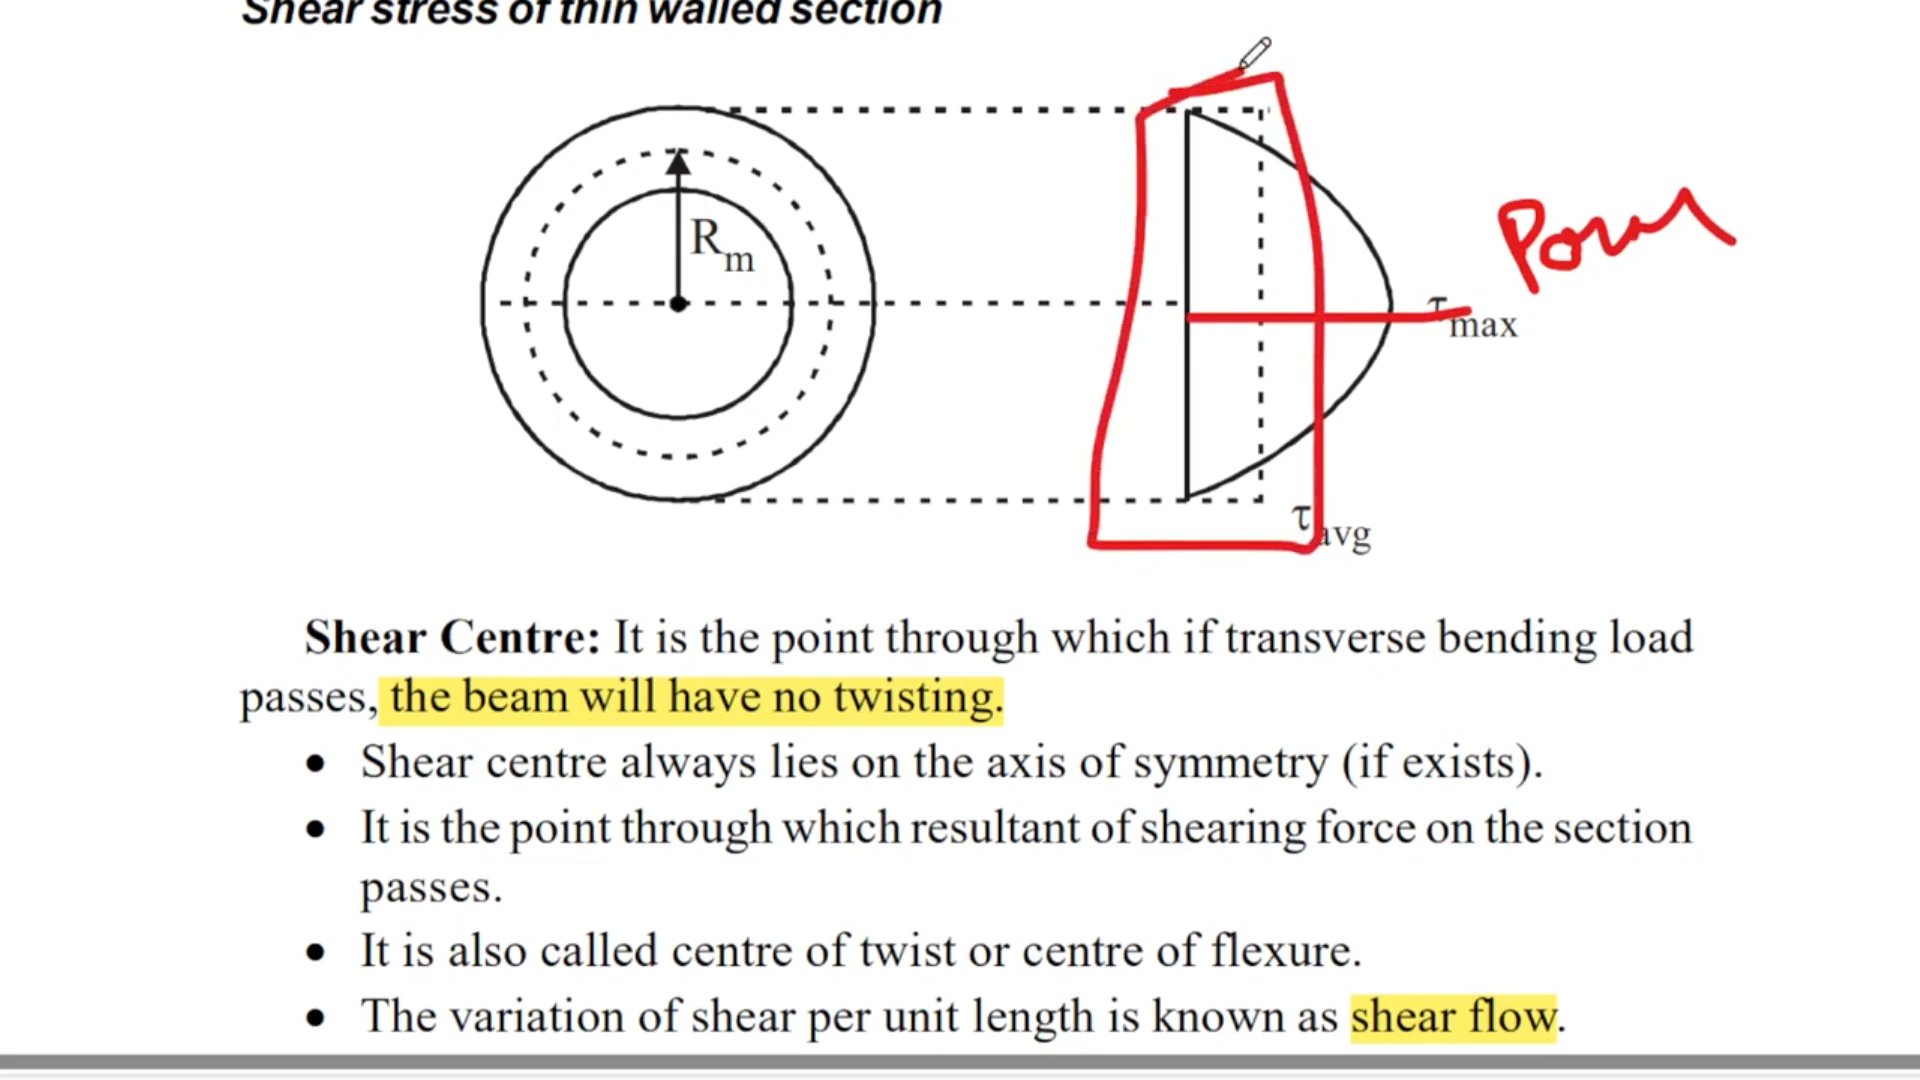 Shear stress of thin walled section
R
m
τ
max
τ
avg
Shear Centre: It is the point through which if transverse bending load
passes, the beam will have no twisting.
• Shear centre always lies on the axis of symmetry (if exists).
• It is the point through which resultant of shearing force on the section
passes.
• It is also called centre of twist or centre of flexure.
• The variation of shear per unit length is known as shear flow.